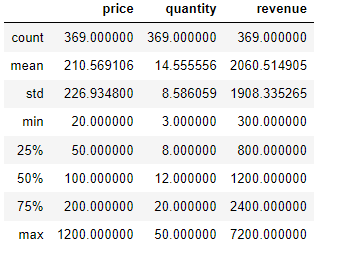 price quantity revenue
count 369.000000 369.000000 369.000000
mean 210.569106 14.555556 2060.514905
std 226.934800 8.586059 1908.335265
min 20.000000 3.000000 300.000000
25% 50.000000 8.000000 800.000000
50% 100.000000 12.000000 1200.000000
75% 200.000000 20.000000 2400.000000
max 1200.000000 50.000000 7200.000000